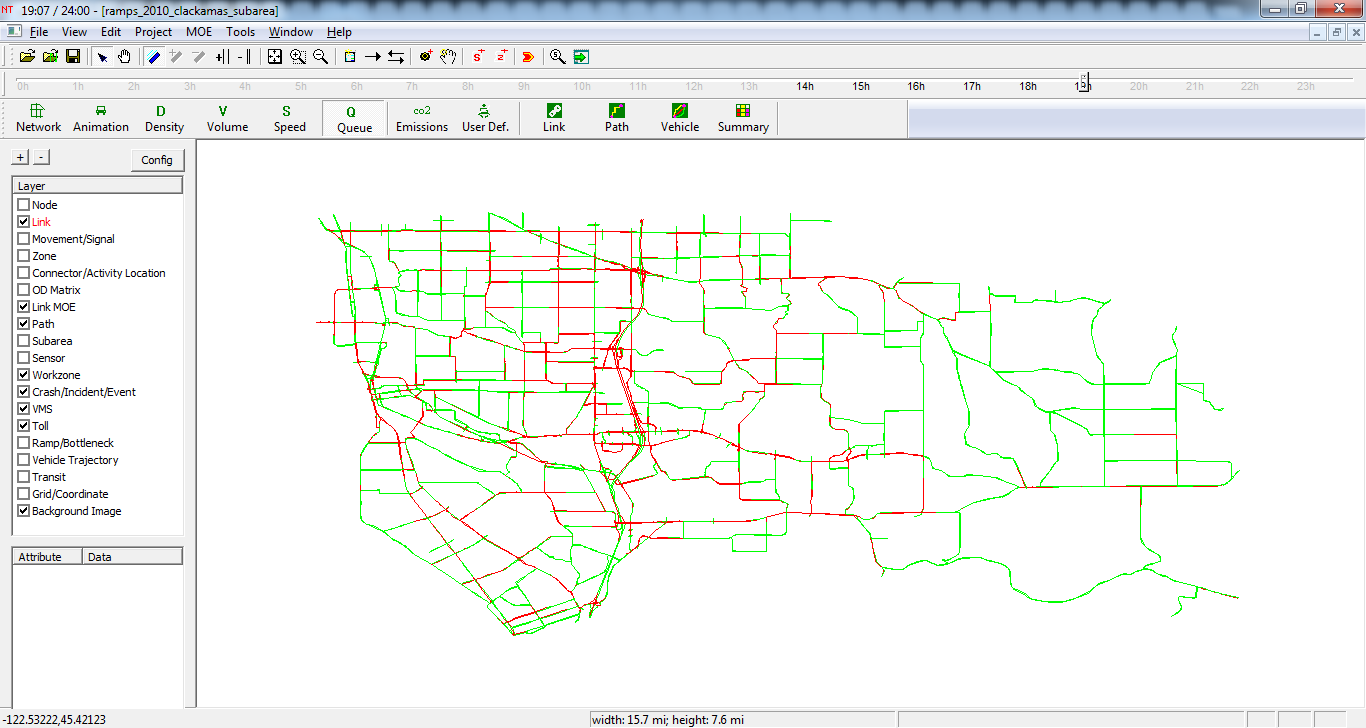 NT 19:07 / 24:00 - [ramps_2010_clackamas_subarea]
File View Edit Project MOE Tools Window Help
0h 1h 2h 3h 4h 5h 6h 7h 8h 9h 10h 11h 12h 13h 14h 15h 16h 17h 18h 19h 20h 21h 22h 23h
D V S Q co2
Network Animation Density Volume Speed Queue Emissions User Def. Link Path Vehicle Summary
+ - Config
Layer
Node
Link
Movement/Signal
Zone
Connector/Activity Location
OD Matrix
Link MOE
Path
Subarea
Sensor
Workzone
Crash/Incident/Event
VMS
Toll
Ramp/Bottleneck
Vehicle Trajectory
Transit
Grid/Coordinate
Background Image
Attribute Data
-122.53222,45.42123 width: 15.7 mi; height: 7.6 mi